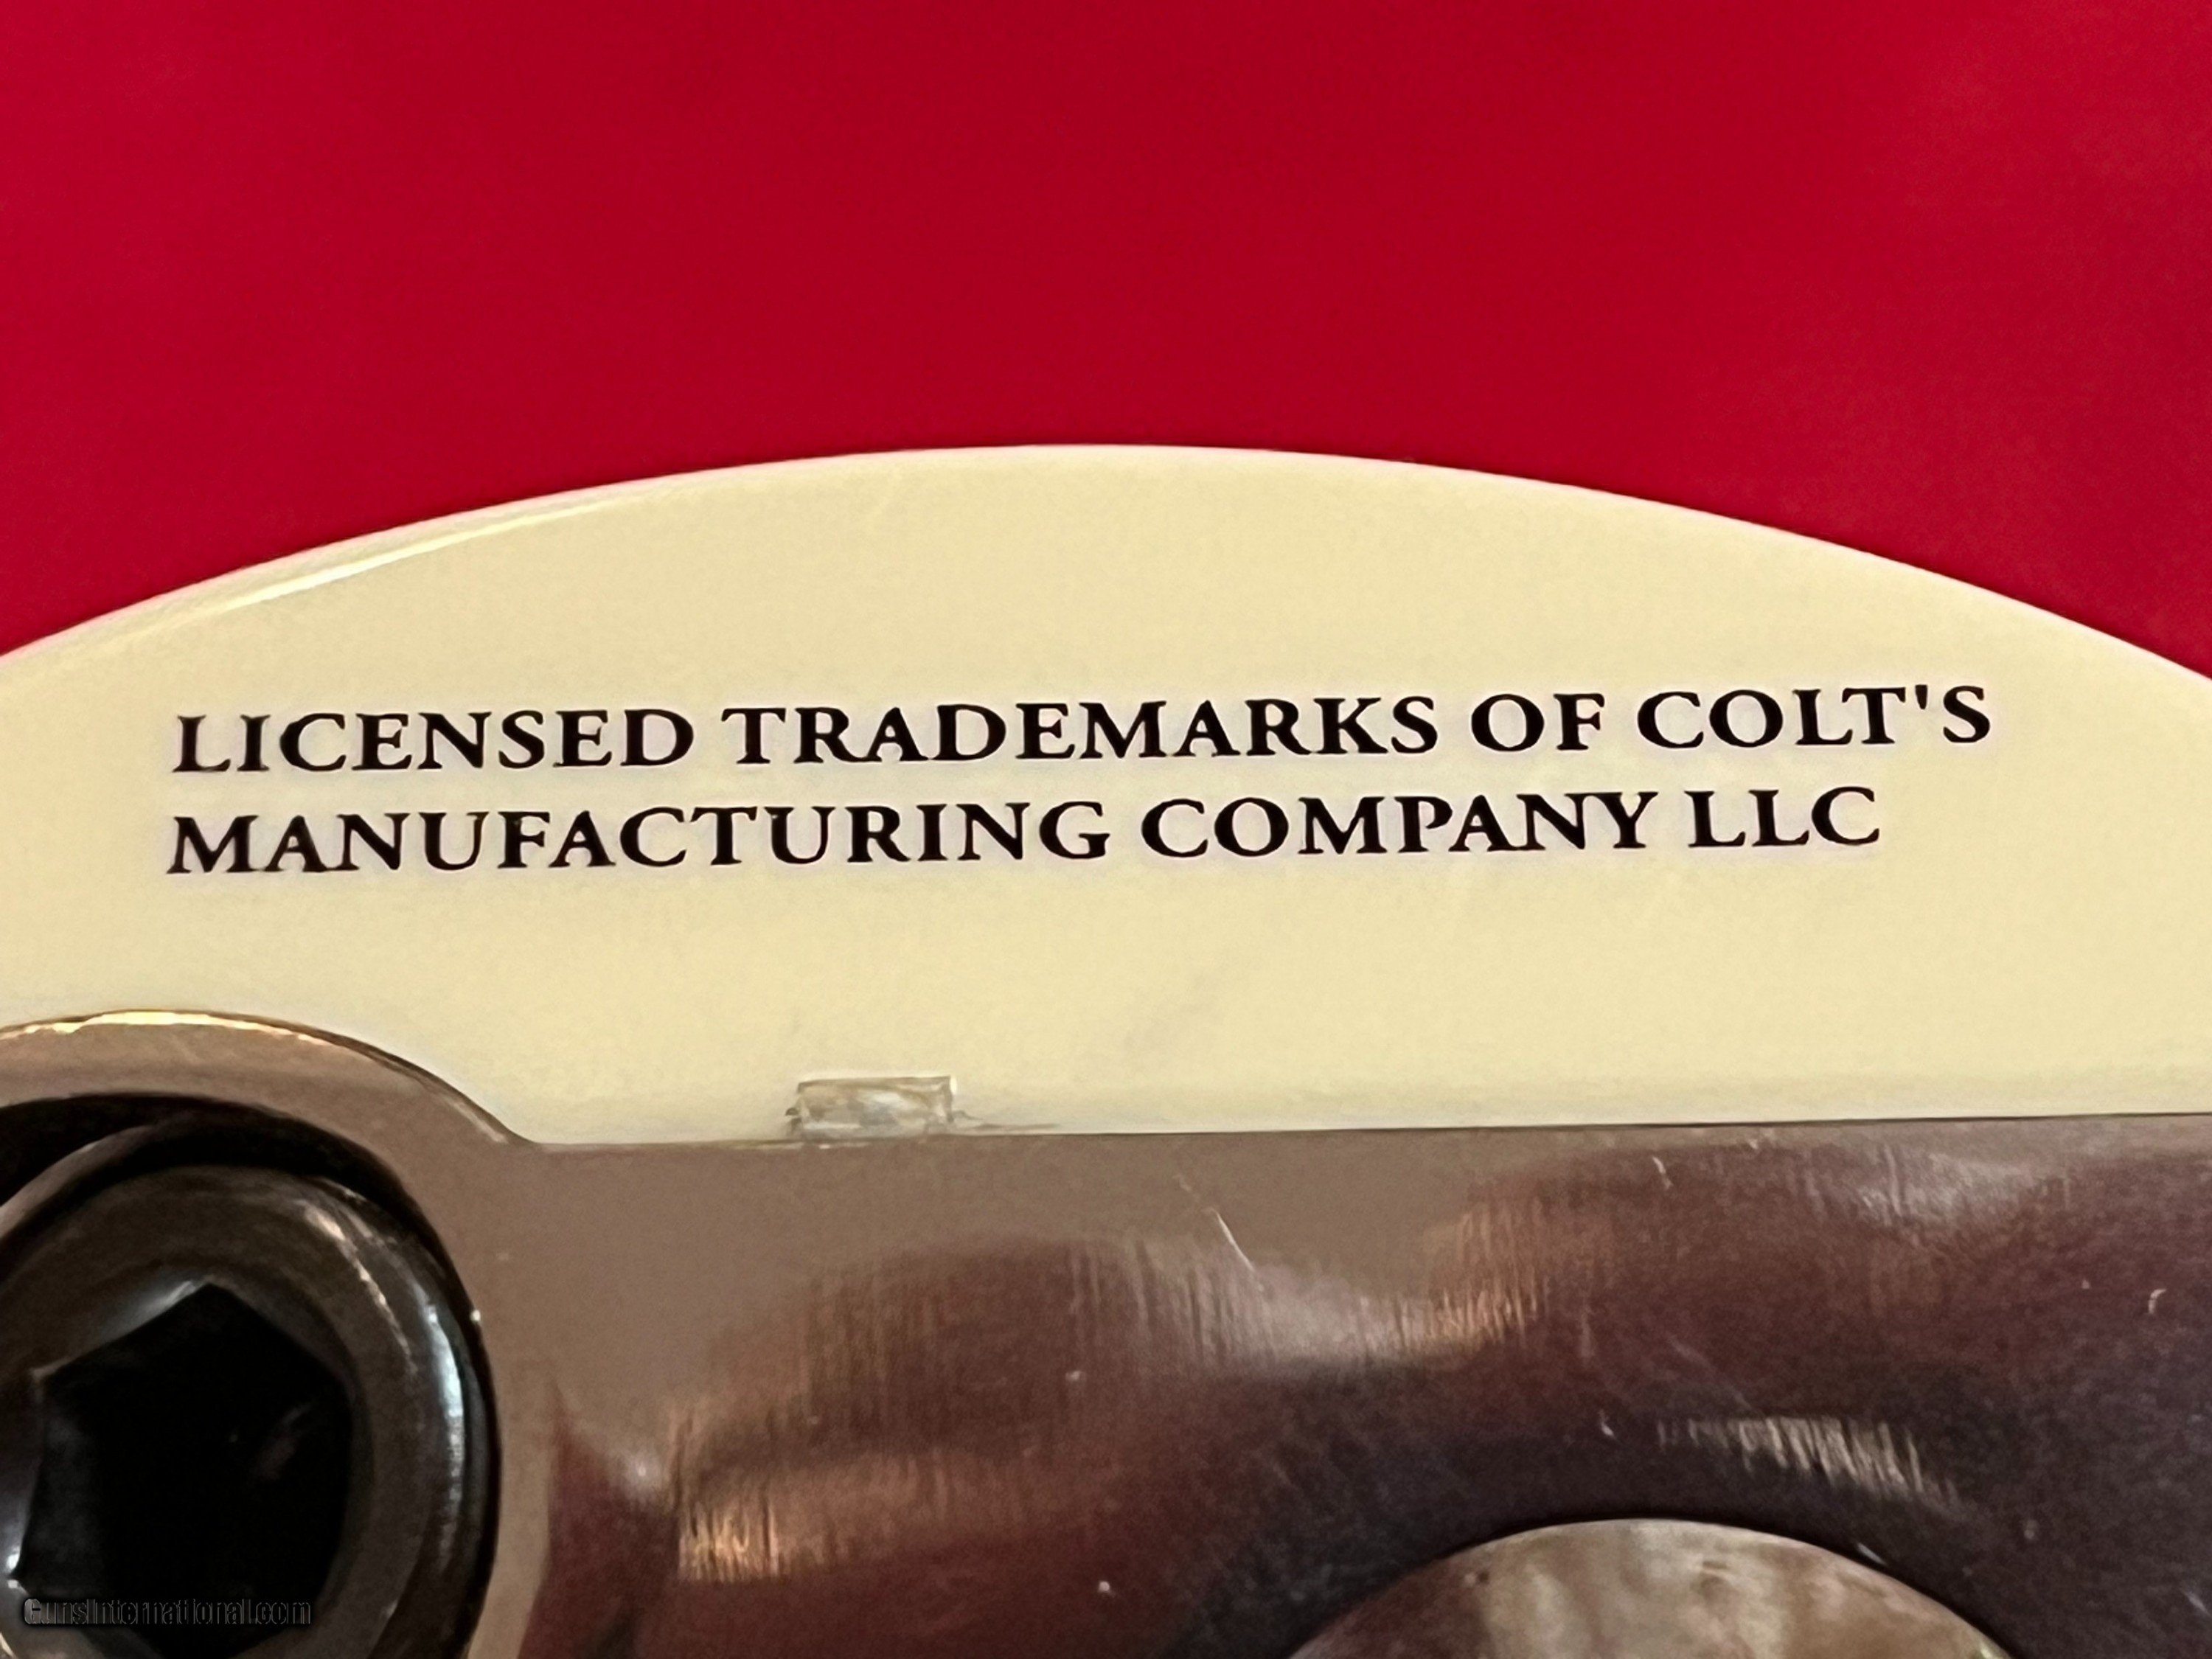 LICENSED TRADEMARKS OF COLT'S
MANUFACTURING COMPANY LLC
GunsInternational.com